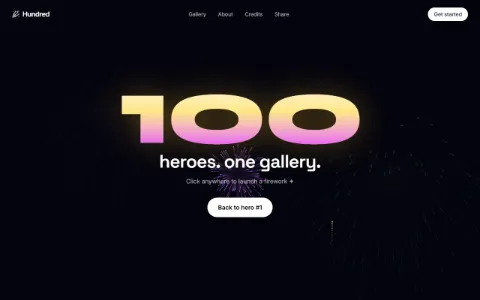 Hundred
Gallery About Credits Share
Get started
100
heroes. one gallery.
Click anywhere to launch a firework
Back to hero #1